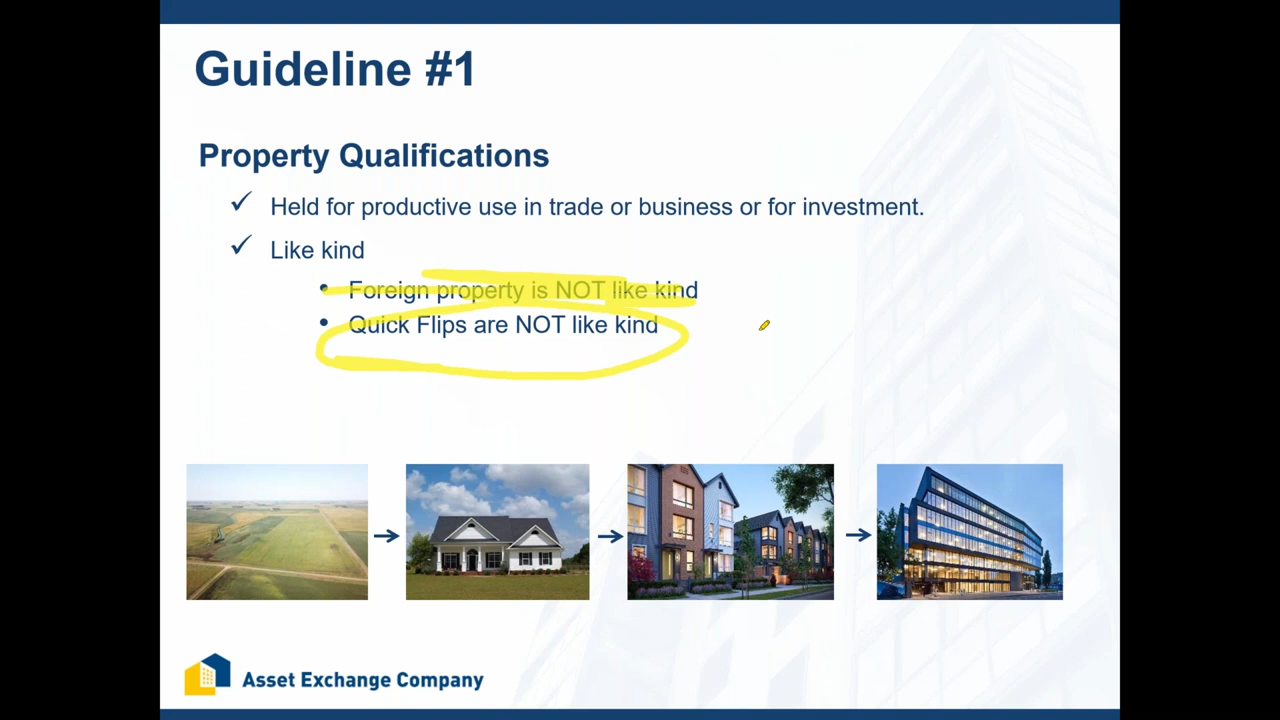 Guideline #1
Property Qualifications
✓ Held for productive use in trade or business or for investment.
✓ Like kind
• Foreign property is NOT like kind
• Quick Flips are NOT like kind
Asset Exchange Company